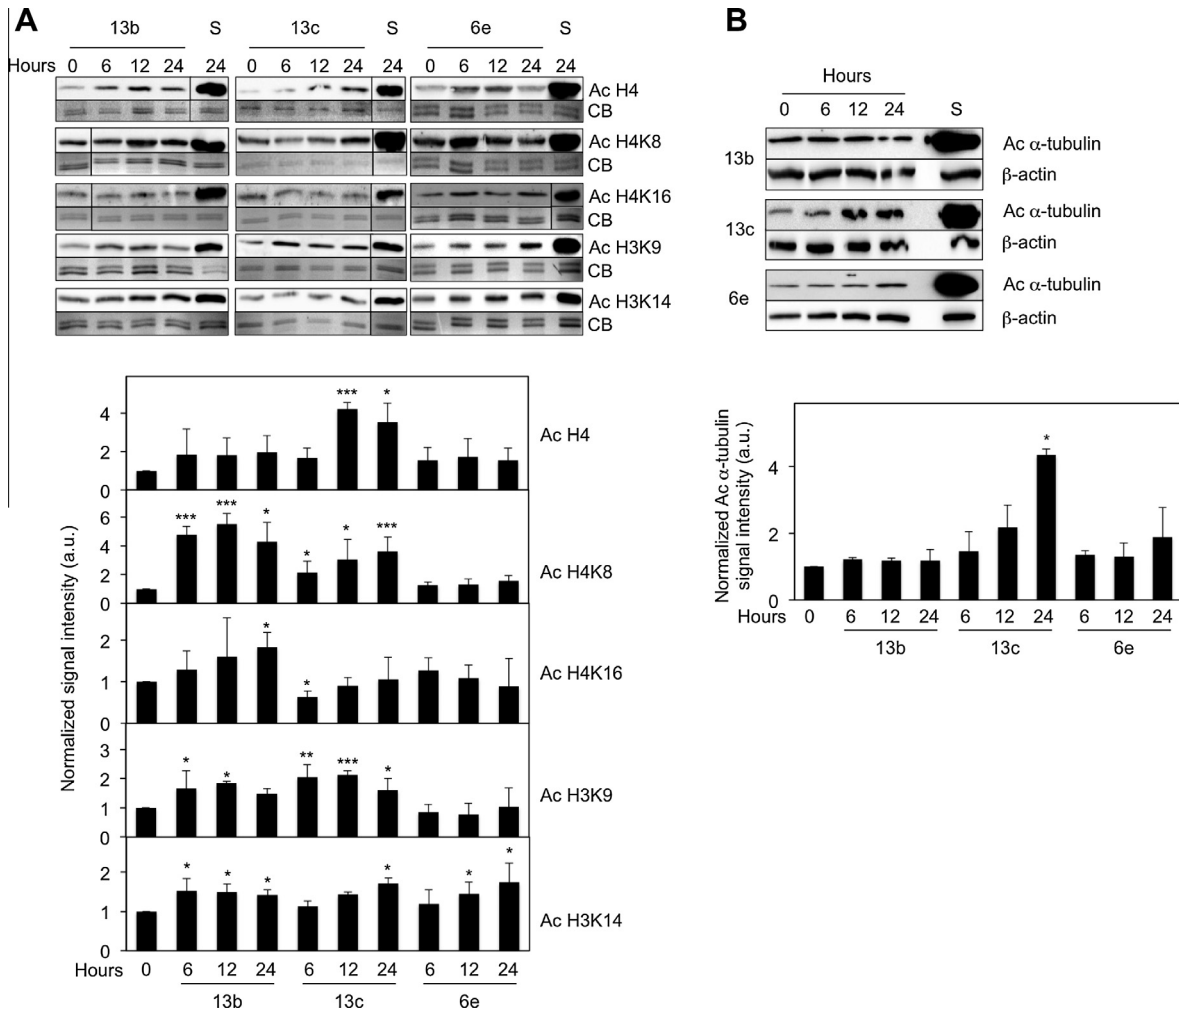 A
13b S 13c S 6e S
Hours 0 6 12 24 24 0 6 12 24 24 0 6 12 24 24
Ac H4
CB
Ac H4K8
CB
Ac H4K16
CB
Ac H3K9
CB
Ac H3K14
CB
Normalized signal intensity (a.u.)
4
2
0
*** *
Ac H4
6
4
2
0
*** *** * * * ***
Ac H4K8
2
1
0
* *
Ac H4K16
3
2
1
0
* * ** *** *
Ac H3K9
2
1
0
* * * * * *
Ac H3K14
Hours 0 6 12 24 6 12 24 6 12 24
13b 13c 6e
B
Hours
0 6 12 24 S
13b
Ac α-tubulin
β-actin
13c
Ac α-tubulin
β-actin
6e
Ac α-tubulin
β-actin
Normalized Ac α-tubulin
signal intensity (a.u.)
4
2
0
*
Hours 0 6 12 24 6 12 24 6 12 24
13b 13c 6e